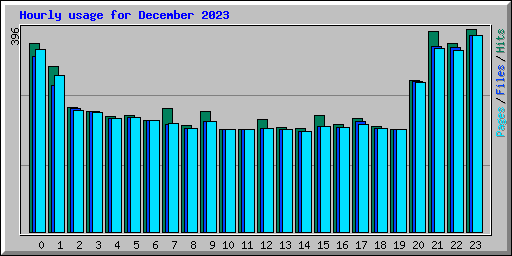 Hourly usage for December 2023
396
Pages/Files/Hits
0 1 2 3 4 5 6 7 8 9 10 11 12 13 14 15 16 17 18 19 20 21 22 23